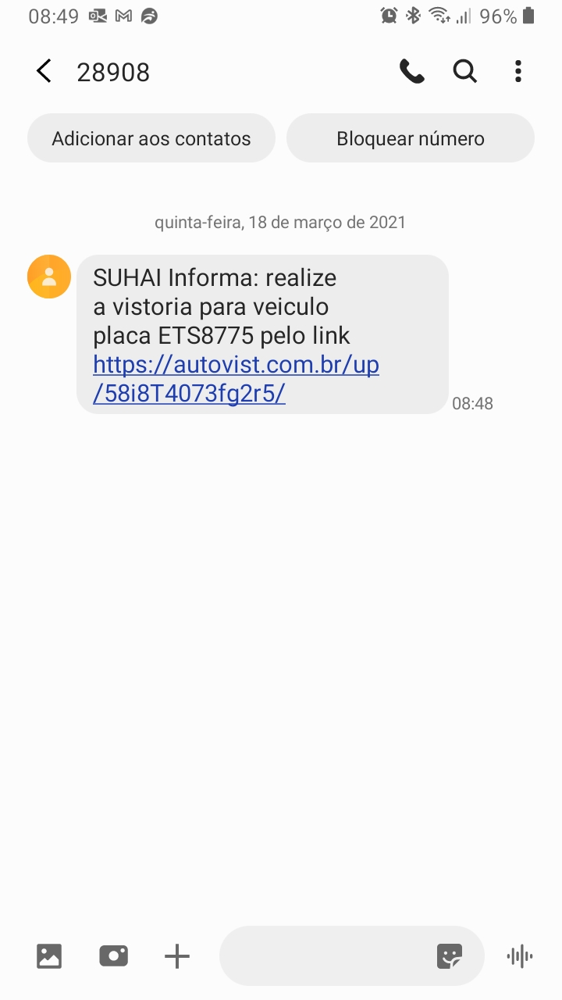 08:49 96%
28908
Adicionar aos contatos Bloquear número
quinta-feira, 18 de março de 2021
SUHAI Informa: realize
a vistoria para veiculo
placa ETS8775 pelo link
https://autovist.com.br/up
/58i8T4073fg2r5/
08:48